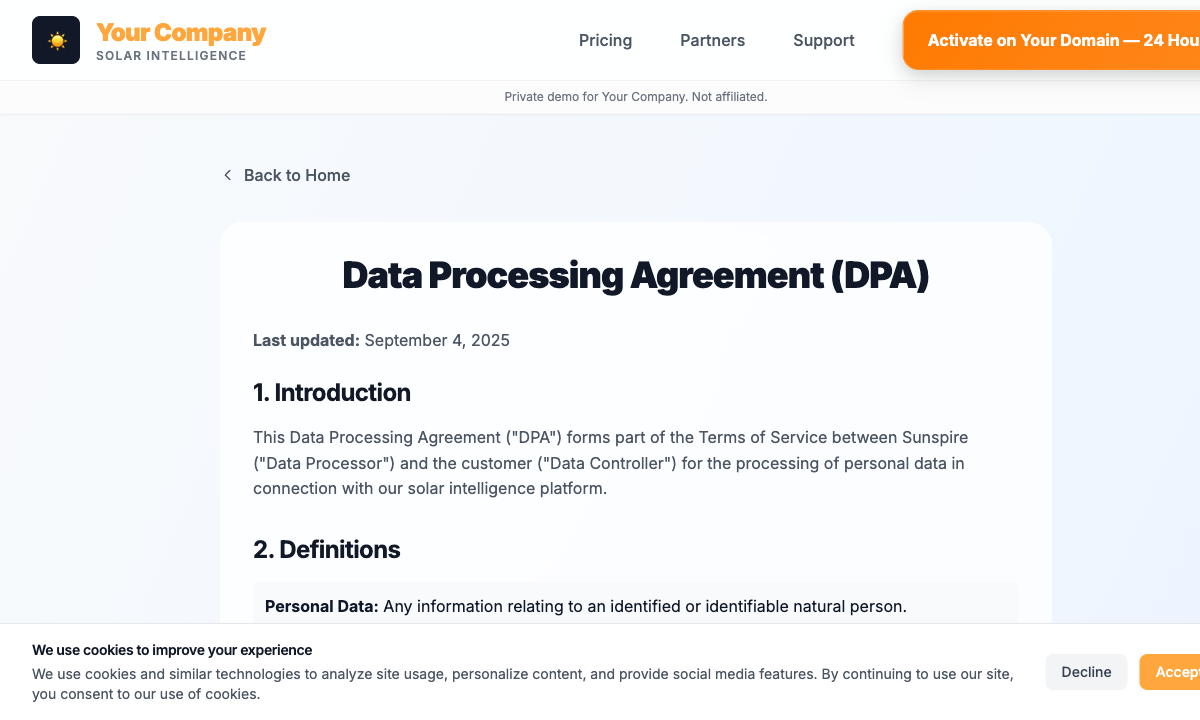 Your Company
SOLAR INTELLIGENCE
Pricing
Partners
Support
Activate on Your Domain — 24 Hou
Private demo for Your Company. Not affiliated.
Back to Home
Data Processing Agreement (DPA)
Last updated: September 4, 2025
1. Introduction
This Data Processing Agreement ("DPA") forms part of the Terms of Service between Sunspire
("Data Processor") and the customer ("Data Controller") for the processing of personal data in
connection with our solar intelligence platform.
2. Definitions
Personal Data: Any information relating to an identified or identifiable natural person.
We use cookies to improve your experience
We use cookies and similar technologies to analyze site usage, personalize content, and provide social media features. By continuing to use our site,
you consent to our use of cookies.
Decline
Accep